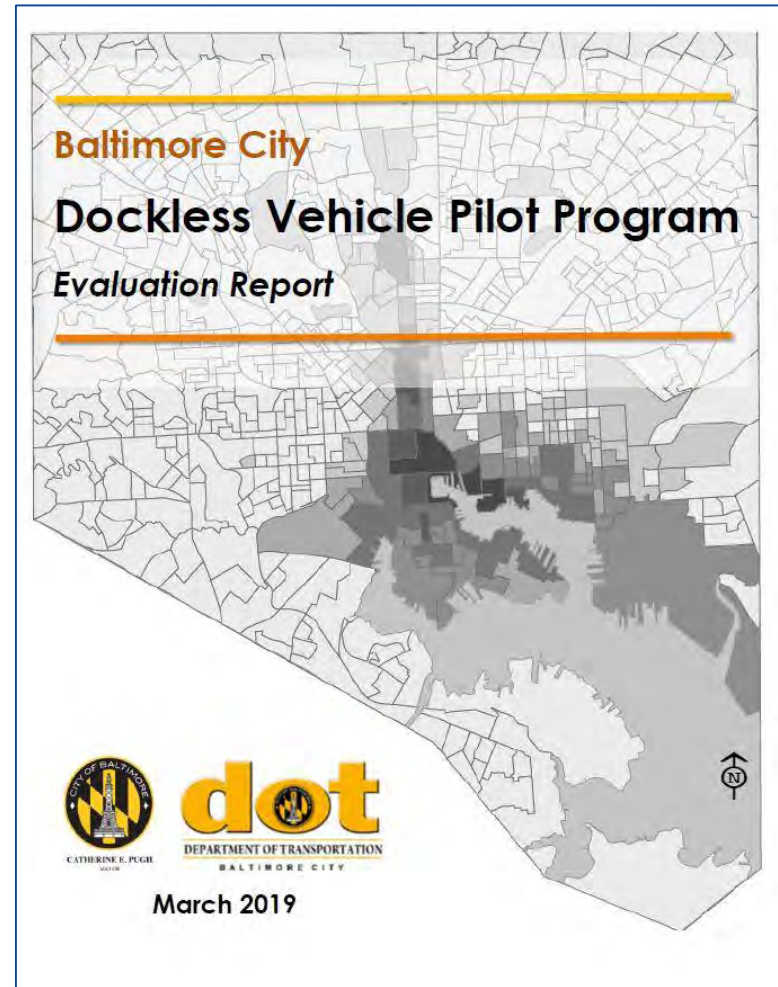 Baltimore City
Dockless Vehicle Pilot Program
Evaluation Report
N
CITY OF BALTIMORE
CATHERINE E. PUGH
MAYOR
dot
DEPARTMENT OF TRANSPORTATION
BALTIMORE CITY
March 2019